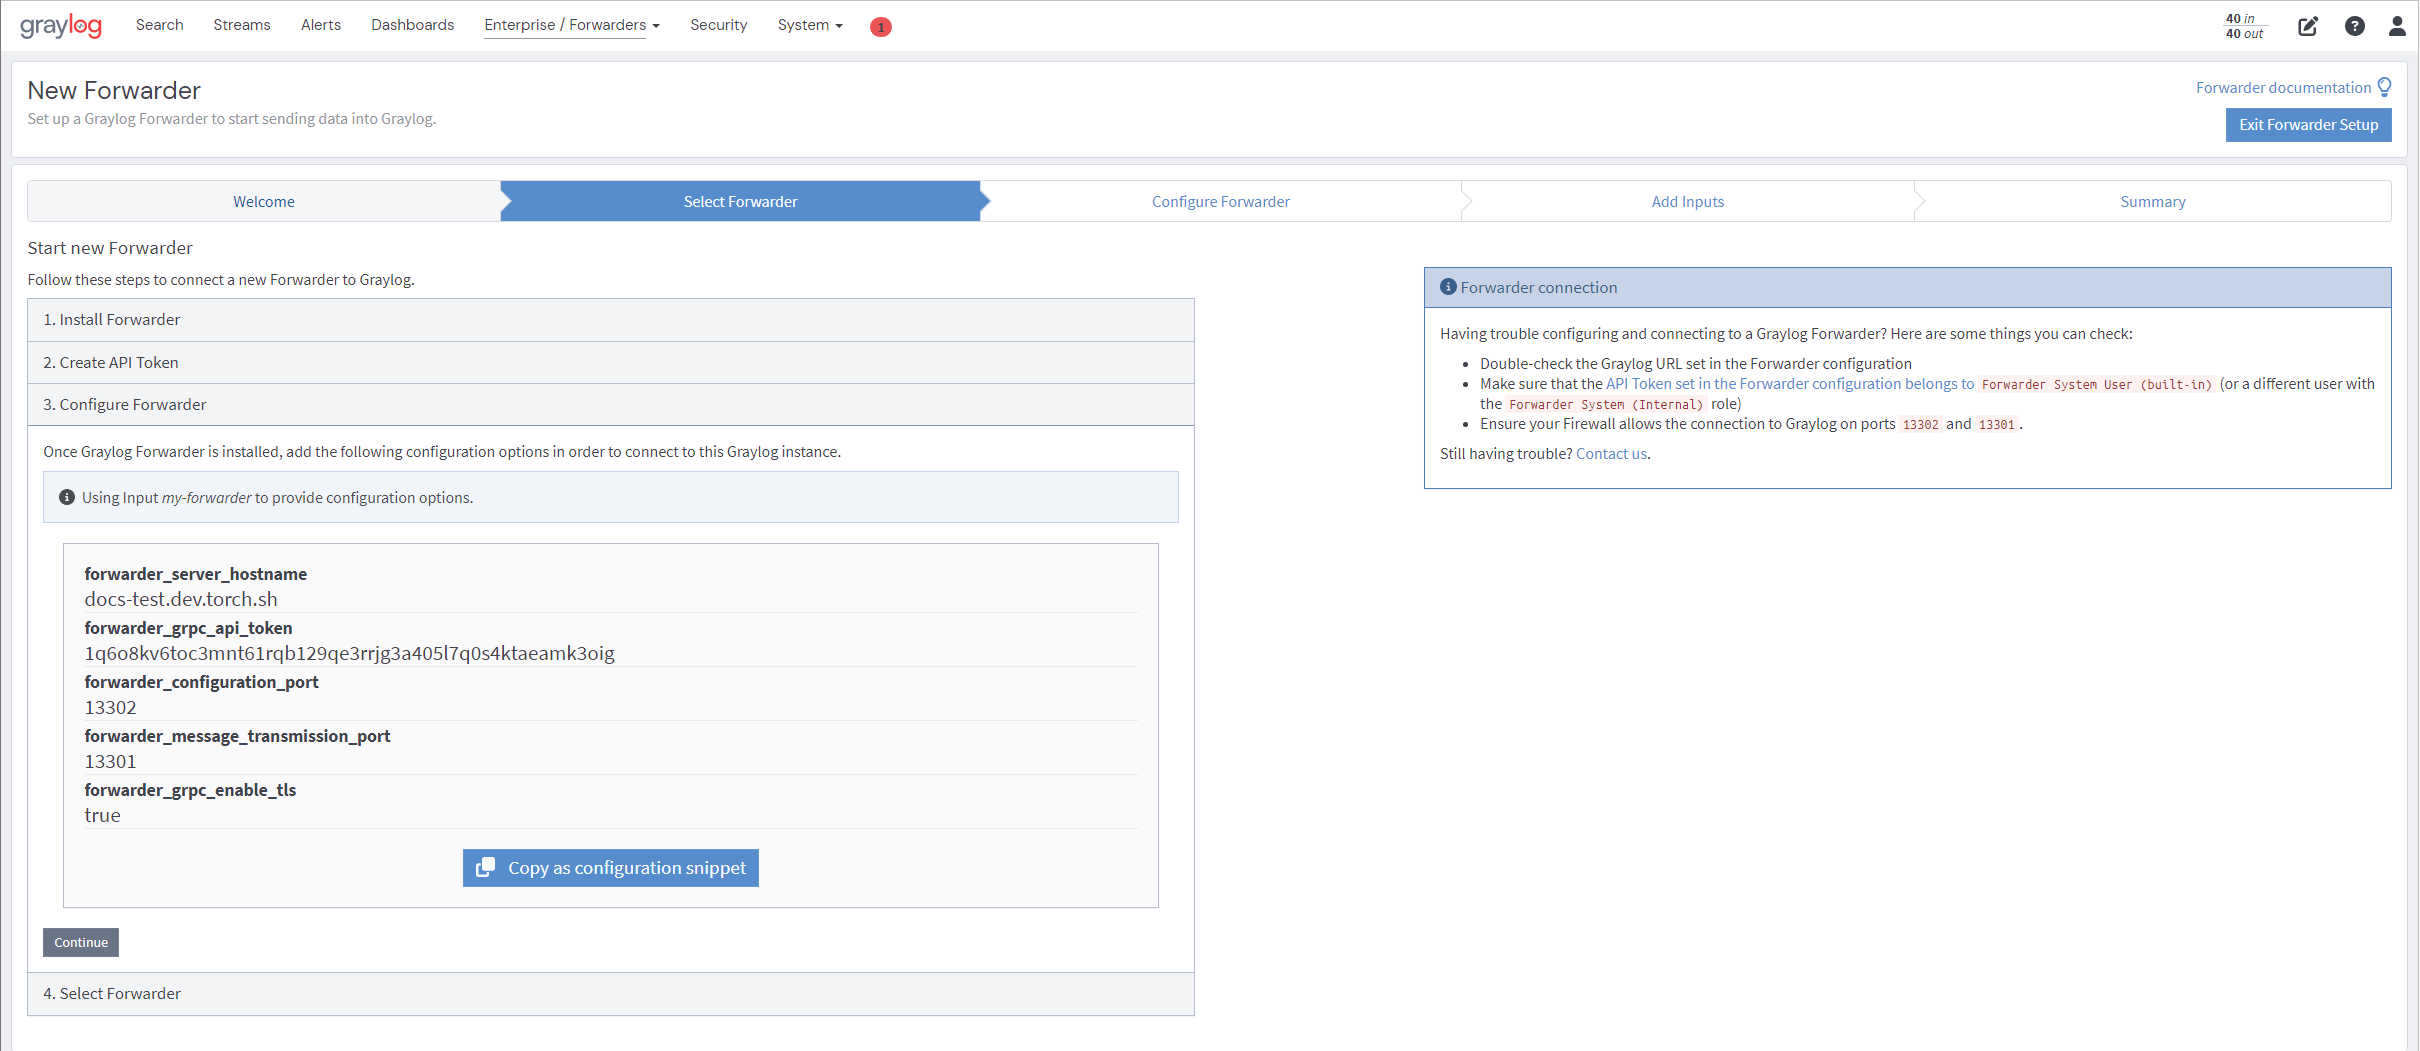 graylog Search Streams Alerts Dashboards Enterprise / Forwarders Security System 1 40 in
40 out
New Forwarder
Forwarder documentation
Set up a Graylog Forwarder to start sending data into Graylog.
Exit Forwarder Setup
Welcome Select Forwarder Configure Forwarder Add Inputs Summary
Start new Forwarder
Follow these steps to connect a new Forwarder to Graylog.
1. Install Forwarder
2. Create API Token
3. Configure Forwarder
Once Graylog Forwarder is installed, add the following configuration options in order to connect to this Graylog instance.
Using Input my-forwarder to provide configuration options.
forwarder_server_hostname
docs-test.dev.torch.sh
forwarder_grpc_api_token
1q6o8kv6toc3mnt61rqb129qe3rrjg3a405l7q0s4ktaeamk3oig
forwarder_configuration_port
13302
forwarder_message_transmission_port
13301
forwarder_grpc_enable_tls
true
Copy as configuration snippet
Continue
4. Select Forwarder
Forwarder connection
Having trouble configuring and connecting to a Graylog Forwarder? Here are some things you can check:
• Double-check the Graylog URL set in the Forwarder configuration
• Make sure that the API Token set in the Forwarder configuration belongs to Forwarder System User (built-in) (or a different user with
the Forwarder System (Internal) role)
• Ensure your Firewall allows the connection to Graylog on ports 13302 and 13301.
Still having trouble? Contact us.